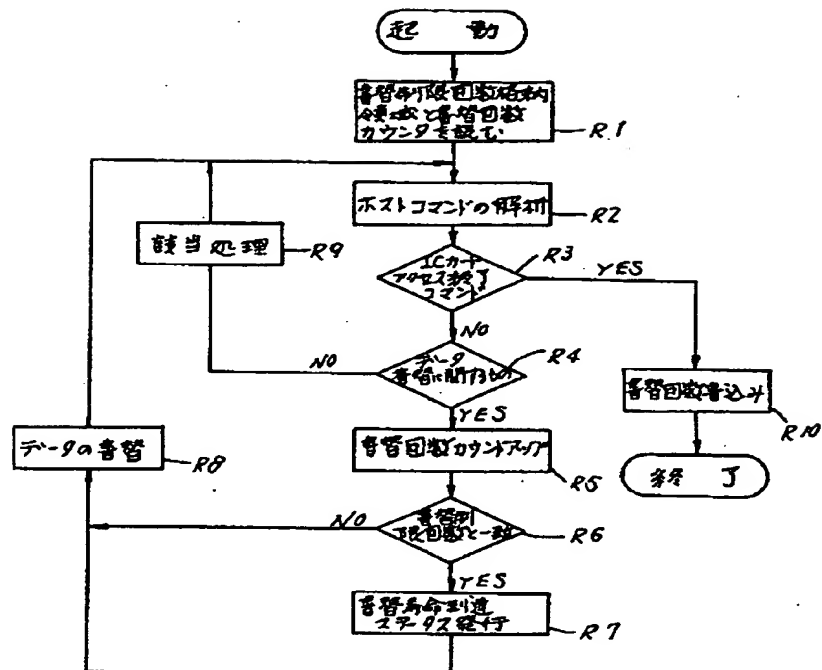 起 動
書替制限回数格納
領域と書替回数
カウンタを読む
R1
ホストコマンドの解析
R2
該当処理
R9
ICカード
アクセス終了
コマンド
R3
YES
NO
データ
書替に関するもの
R4
NO
YES
書替回数書込み
R10
データの書替
R8
書替回数カウントアップ
R5
終 了
書替制
限回数と一致
R6
NO
YES
書替寿命到達
ステータス発行
R7